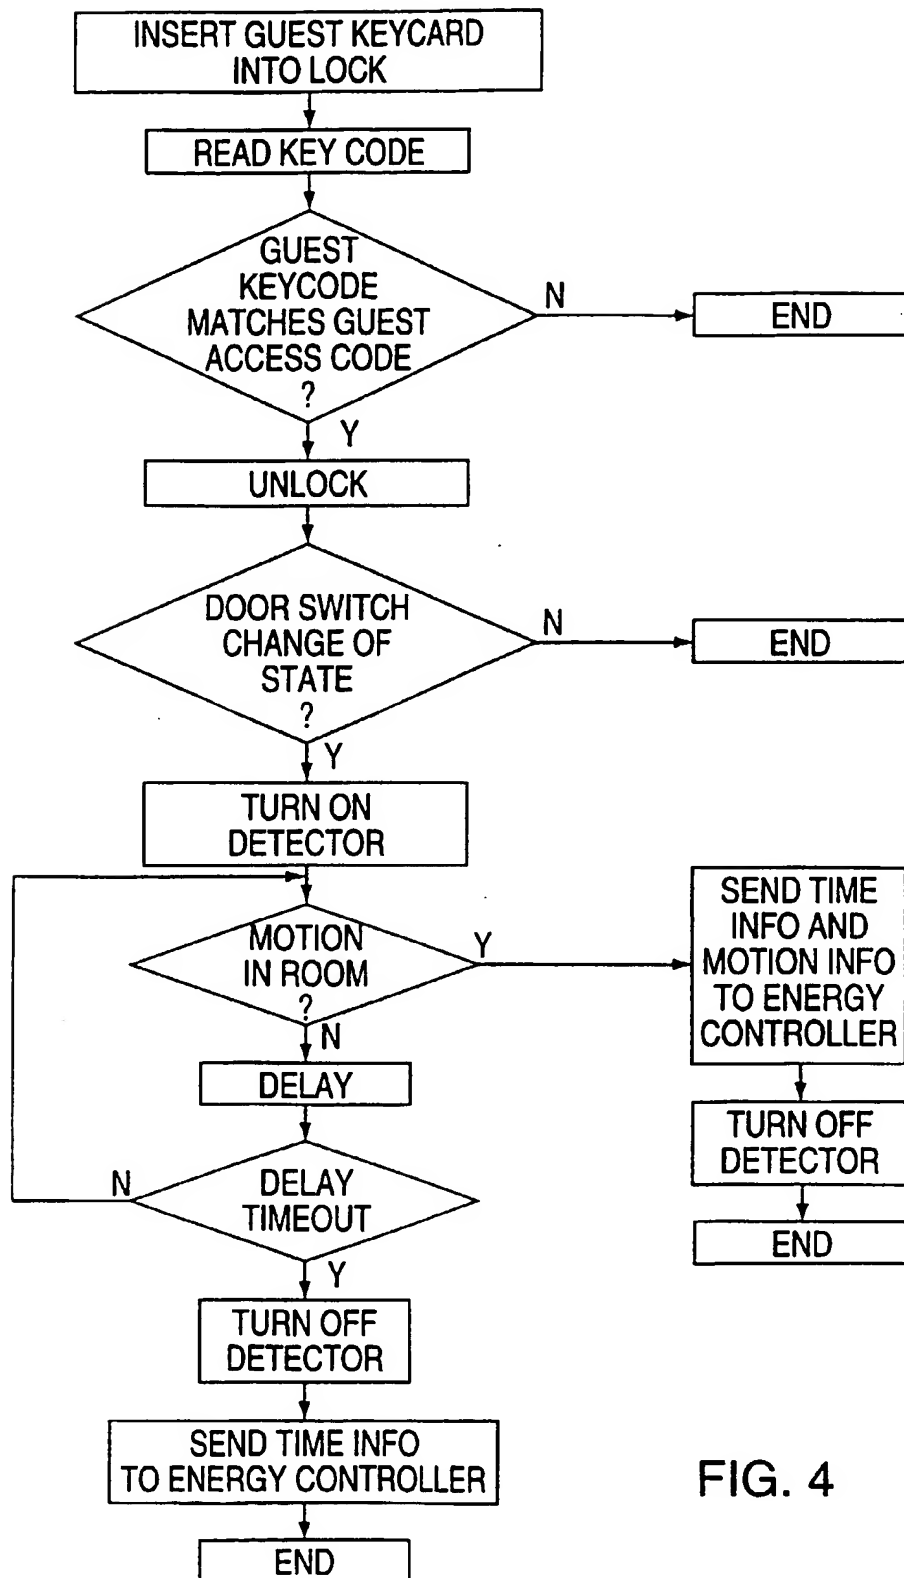 INSERT GUEST KEYCARD
INTO LOCK
READ KEY CODE
GUEST
KEYCODE
MATCHES GUEST
ACCESS CODE
?
N
END
Y
UNLOCK
DOOR SWITCH
CHANGE OF
STATE
?
N
END
Y
TURN ON
DETECTOR
MOTION
IN ROOM
?
Y
SEND TIME
INFO AND
MOTION INFO
TO ENERGY
CONTROLLER
TURN OFF
DETECTOR
END
N
DELAY
DELAY
TIMEOUT
N
Y
TURN OFF
DETECTOR
SEND TIME INFO
TO ENERGY CONTROLLER
END
FIG. 4